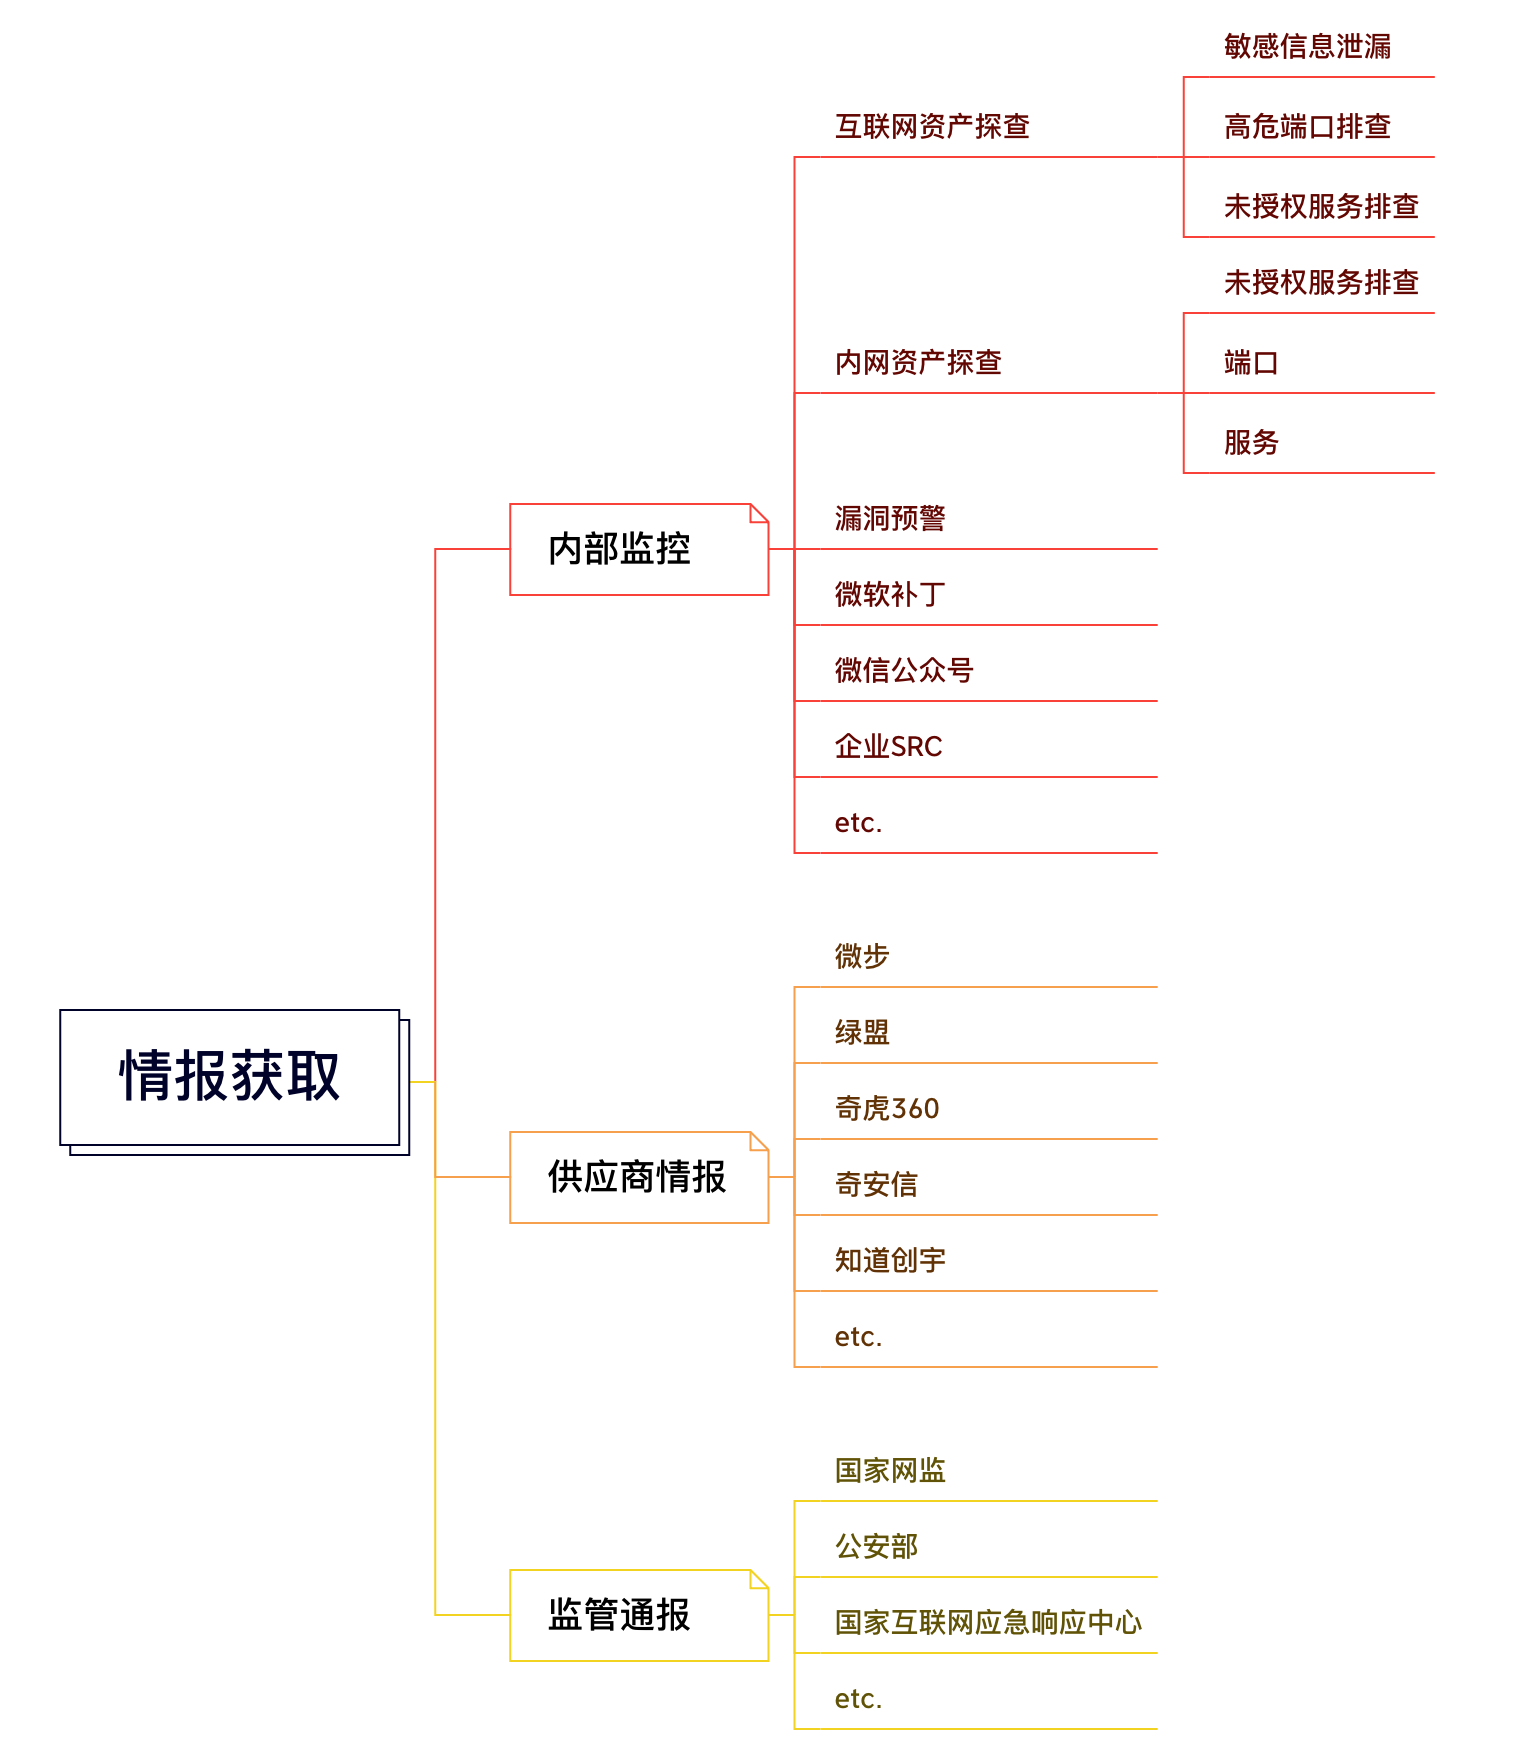 情报获取
内部监控
互联网资产探查
敏感信息泄漏
高危端口排查
未授权服务排查
内网资产探查
未授权服务排查
端口
服务
漏洞预警
微软补丁
微信公众号
企业SRC
etc.
供应商情报
微步
绿盟
奇虎360
奇安信
知道创宇
etc.
监管通报
国家网监
公安部
国家互联网应急响应中心
etc.